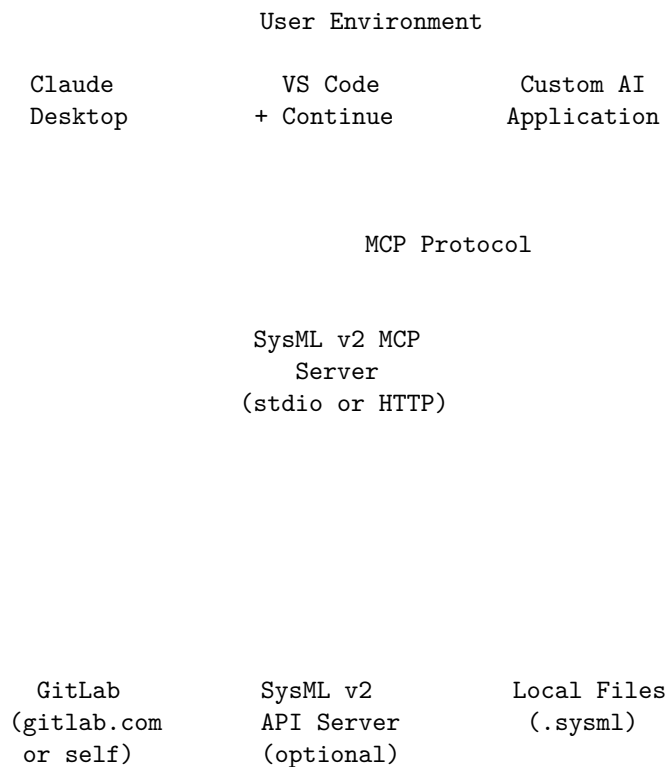 User Environment
Claude Desktop
VS Code + Continue
Custom AI Application
MCP Protocol
SysML v2 MCP
Server
(stdio or HTTP)
GitLab
(gitlab.com
or self)
SysML v2
API Server
(optional)
Local Files
(.sysml)